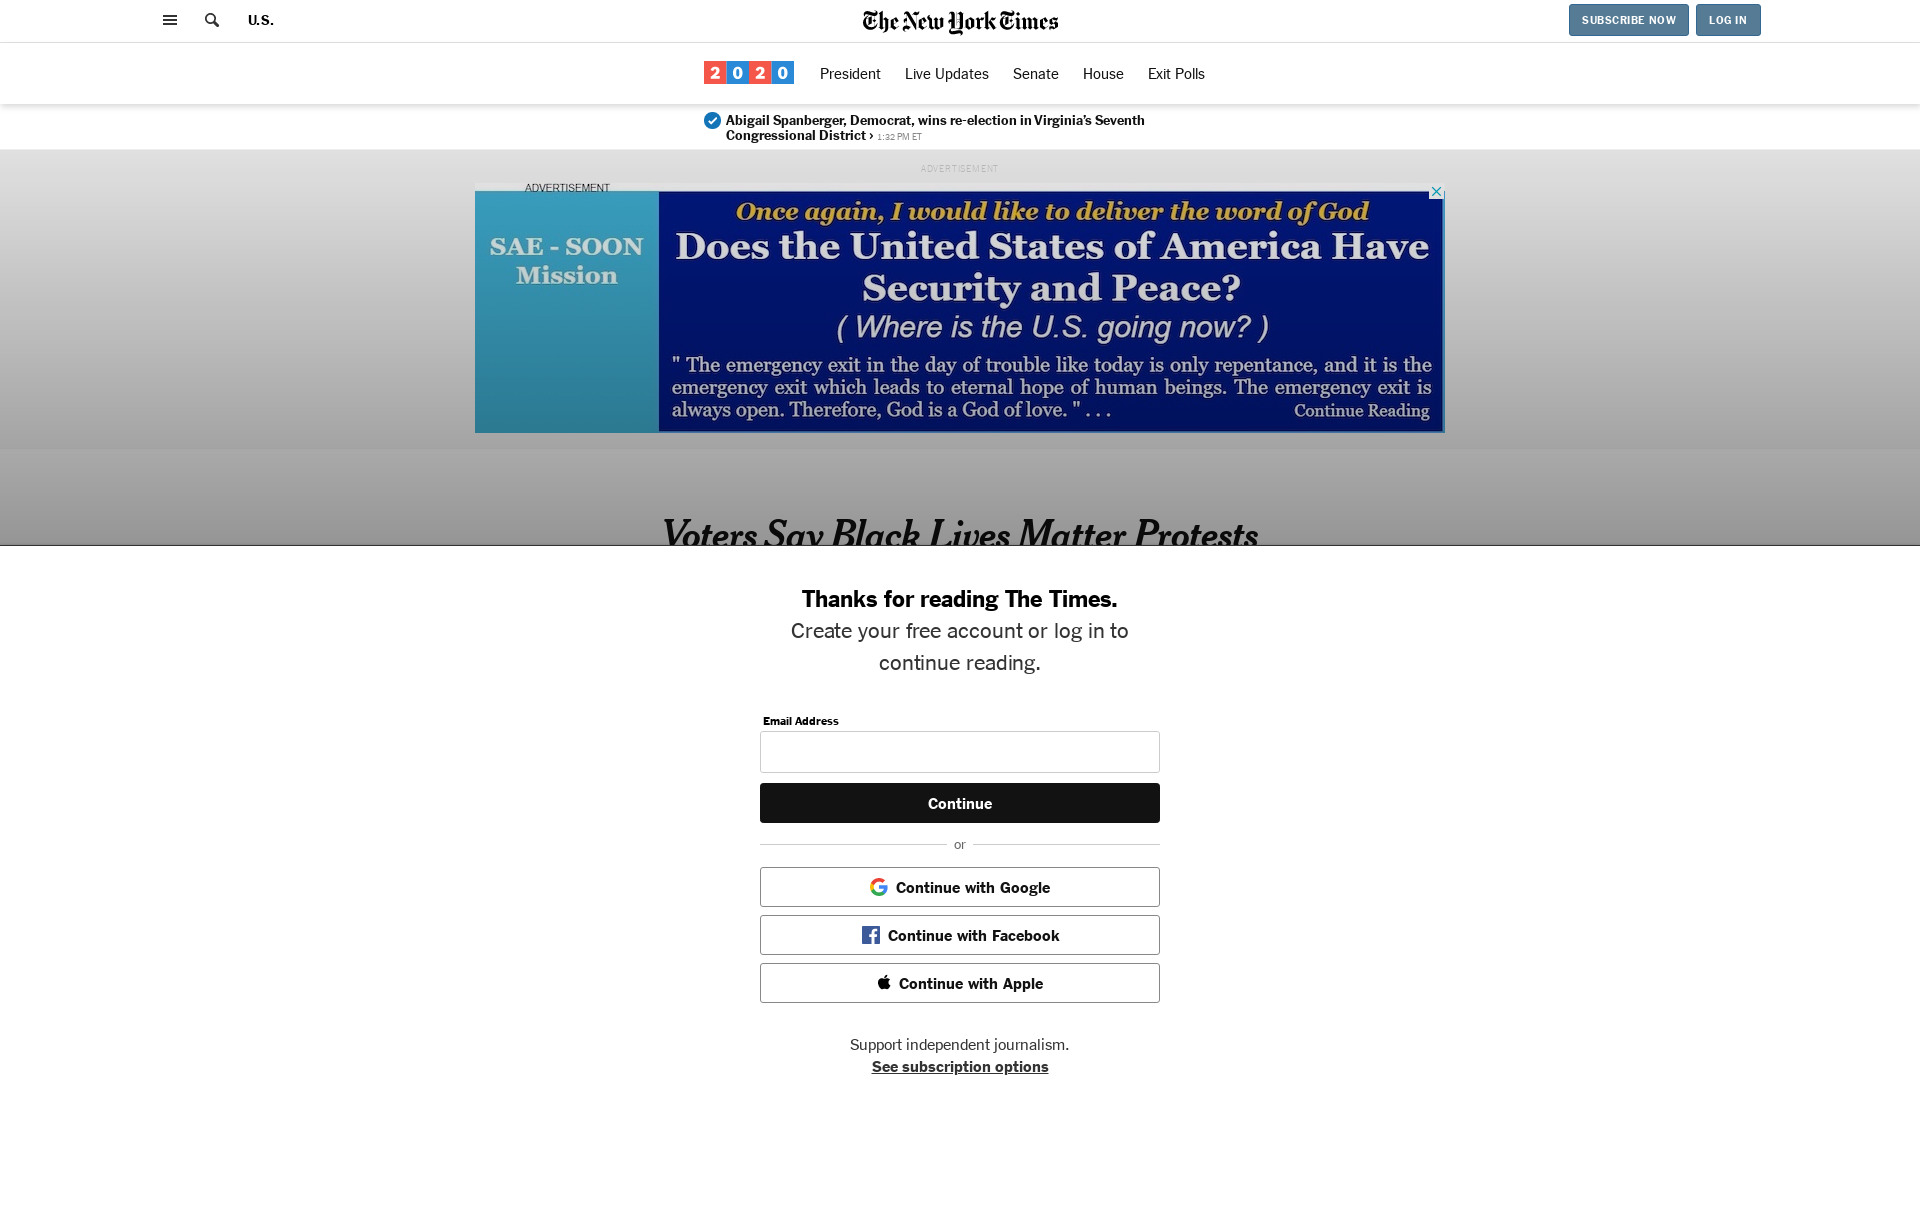 U.S.
The New York Times
SUBSCRIBE NOW
LOG IN
2020
President
Live Updates
Senate
House
Exit Polls
Abigail Spanberger, Democrat, wins re-election in Virginia's Seventh
Congressional District › 1:32 PM ET
ADVERTISEMENT
ADVERTISEMENT
SAE - SOON
Mission
Once again, I would like to deliver the word of God
Does the United States of America Have
Security and Peace?
( Where is the U.S. going now? )
" The emergency exit in the day of trouble like today is only repentance, and it is the
emergency exit which leads to eternal hope of human beings. The emergency exit is
always open. Therefore, God is a God of love. " . . .
Continue Reading
Voters Say Black Lives Matter Protests
Thanks for reading The Times.
Create your free account or log in to
continue reading.
Email Address
Continue
or
Continue with Google
Continue with Facebook
Continue with Apple
Support independent journalism.
See subscription options